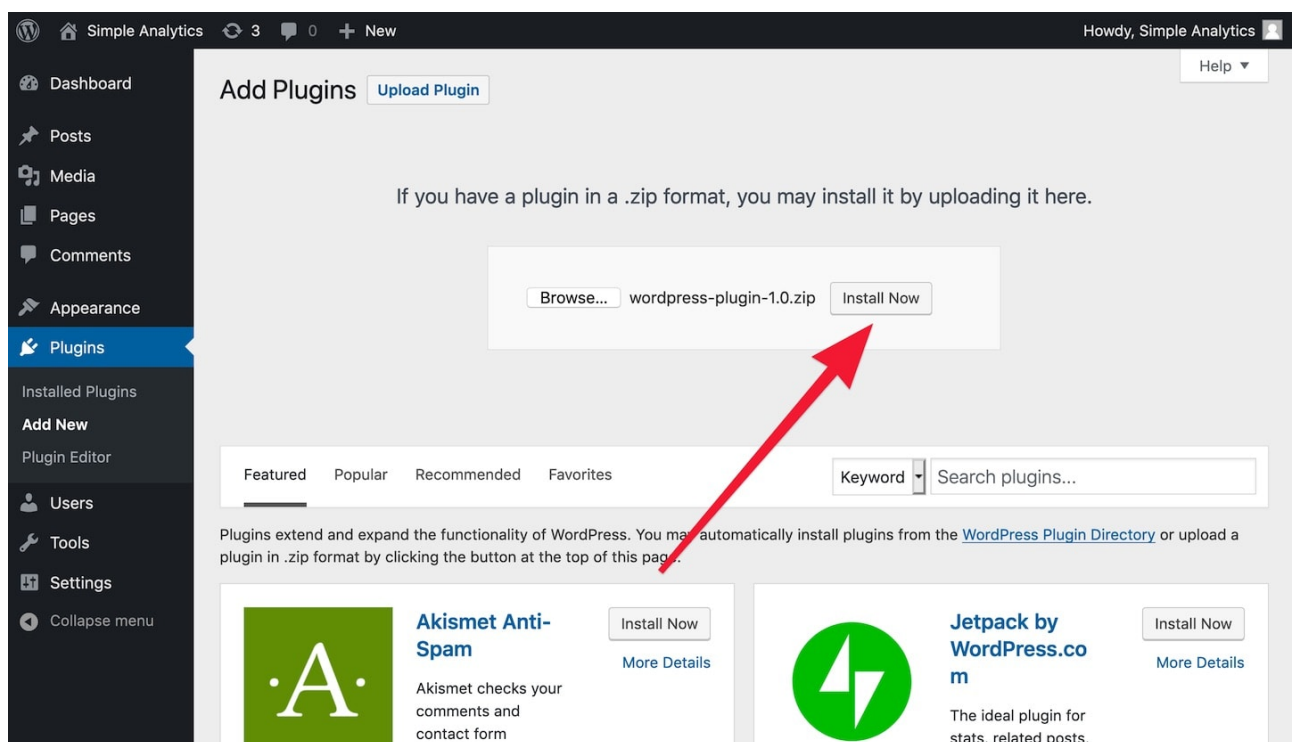 Simple Analytics 3 0 + New Howdy, Simple Analytics
Help ▼
Dashboard
Posts
Media
Pages
Comments
Appearance
Plugins
Installed Plugins
Add New
Plugin Editor
Users
Tools
Settings
Collapse menu
Add Plugins Upload Plugin
If you have a plugin in a .zip format, you may install it by uploading it here.
Browse... wordpress-plugin-1.0.zip Install Now
Featured Popular Recommended Favorites Keyword Search plugins...
Plugins extend and expand the functionality of WordPress. You may automatically install plugins from the WordPress Plugin Directory or upload a
plugin in .zip format by clicking the button at the top of this page.
·A·
Akismet Anti-
Spam
Install Now
More Details
Akismet checks your
comments and
contact form
Jetpack by
WordPress.co
m
Install Now
More Details
The ideal plugin for
stats, related posts,